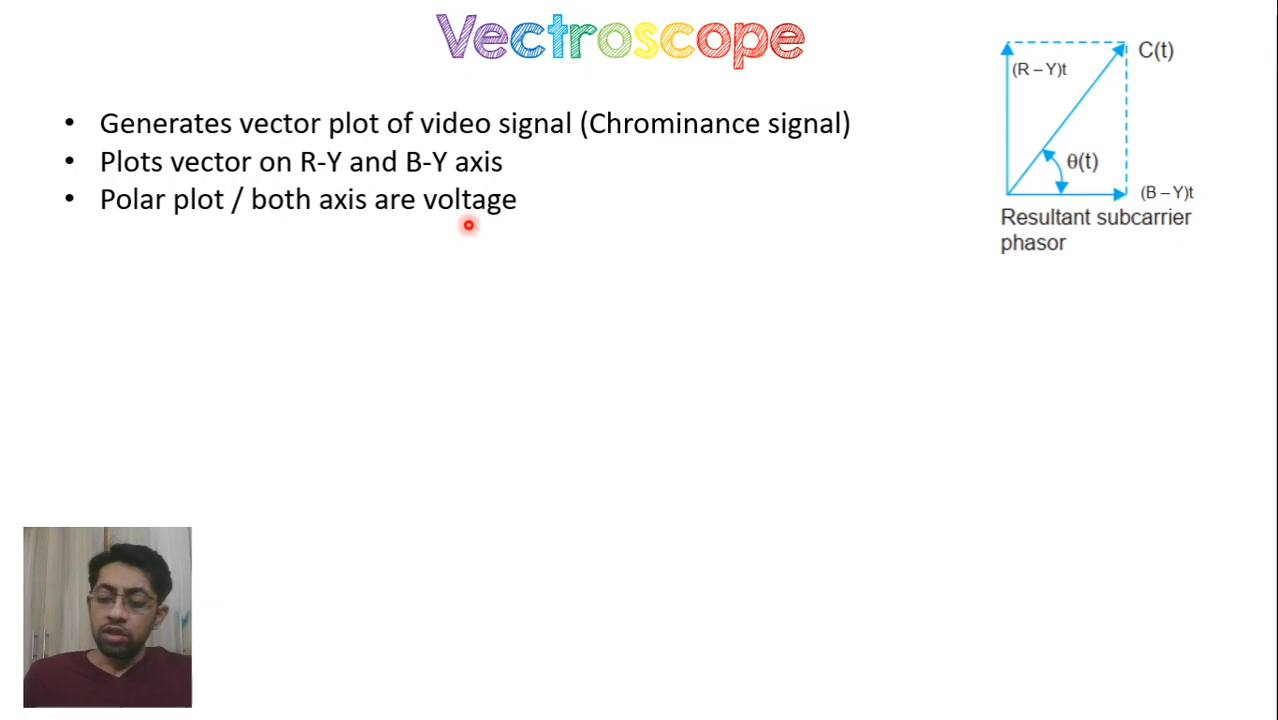 Vectroscope
• Generates vector plot of video signal (Chrominance signal)
• Plots vector on R-Y and B-Y axis
• Polar plot / both axis are voltage
C(t)
(R – Y)t
θ(t)
(B – Y)t
Resultant subcarrier
phasor